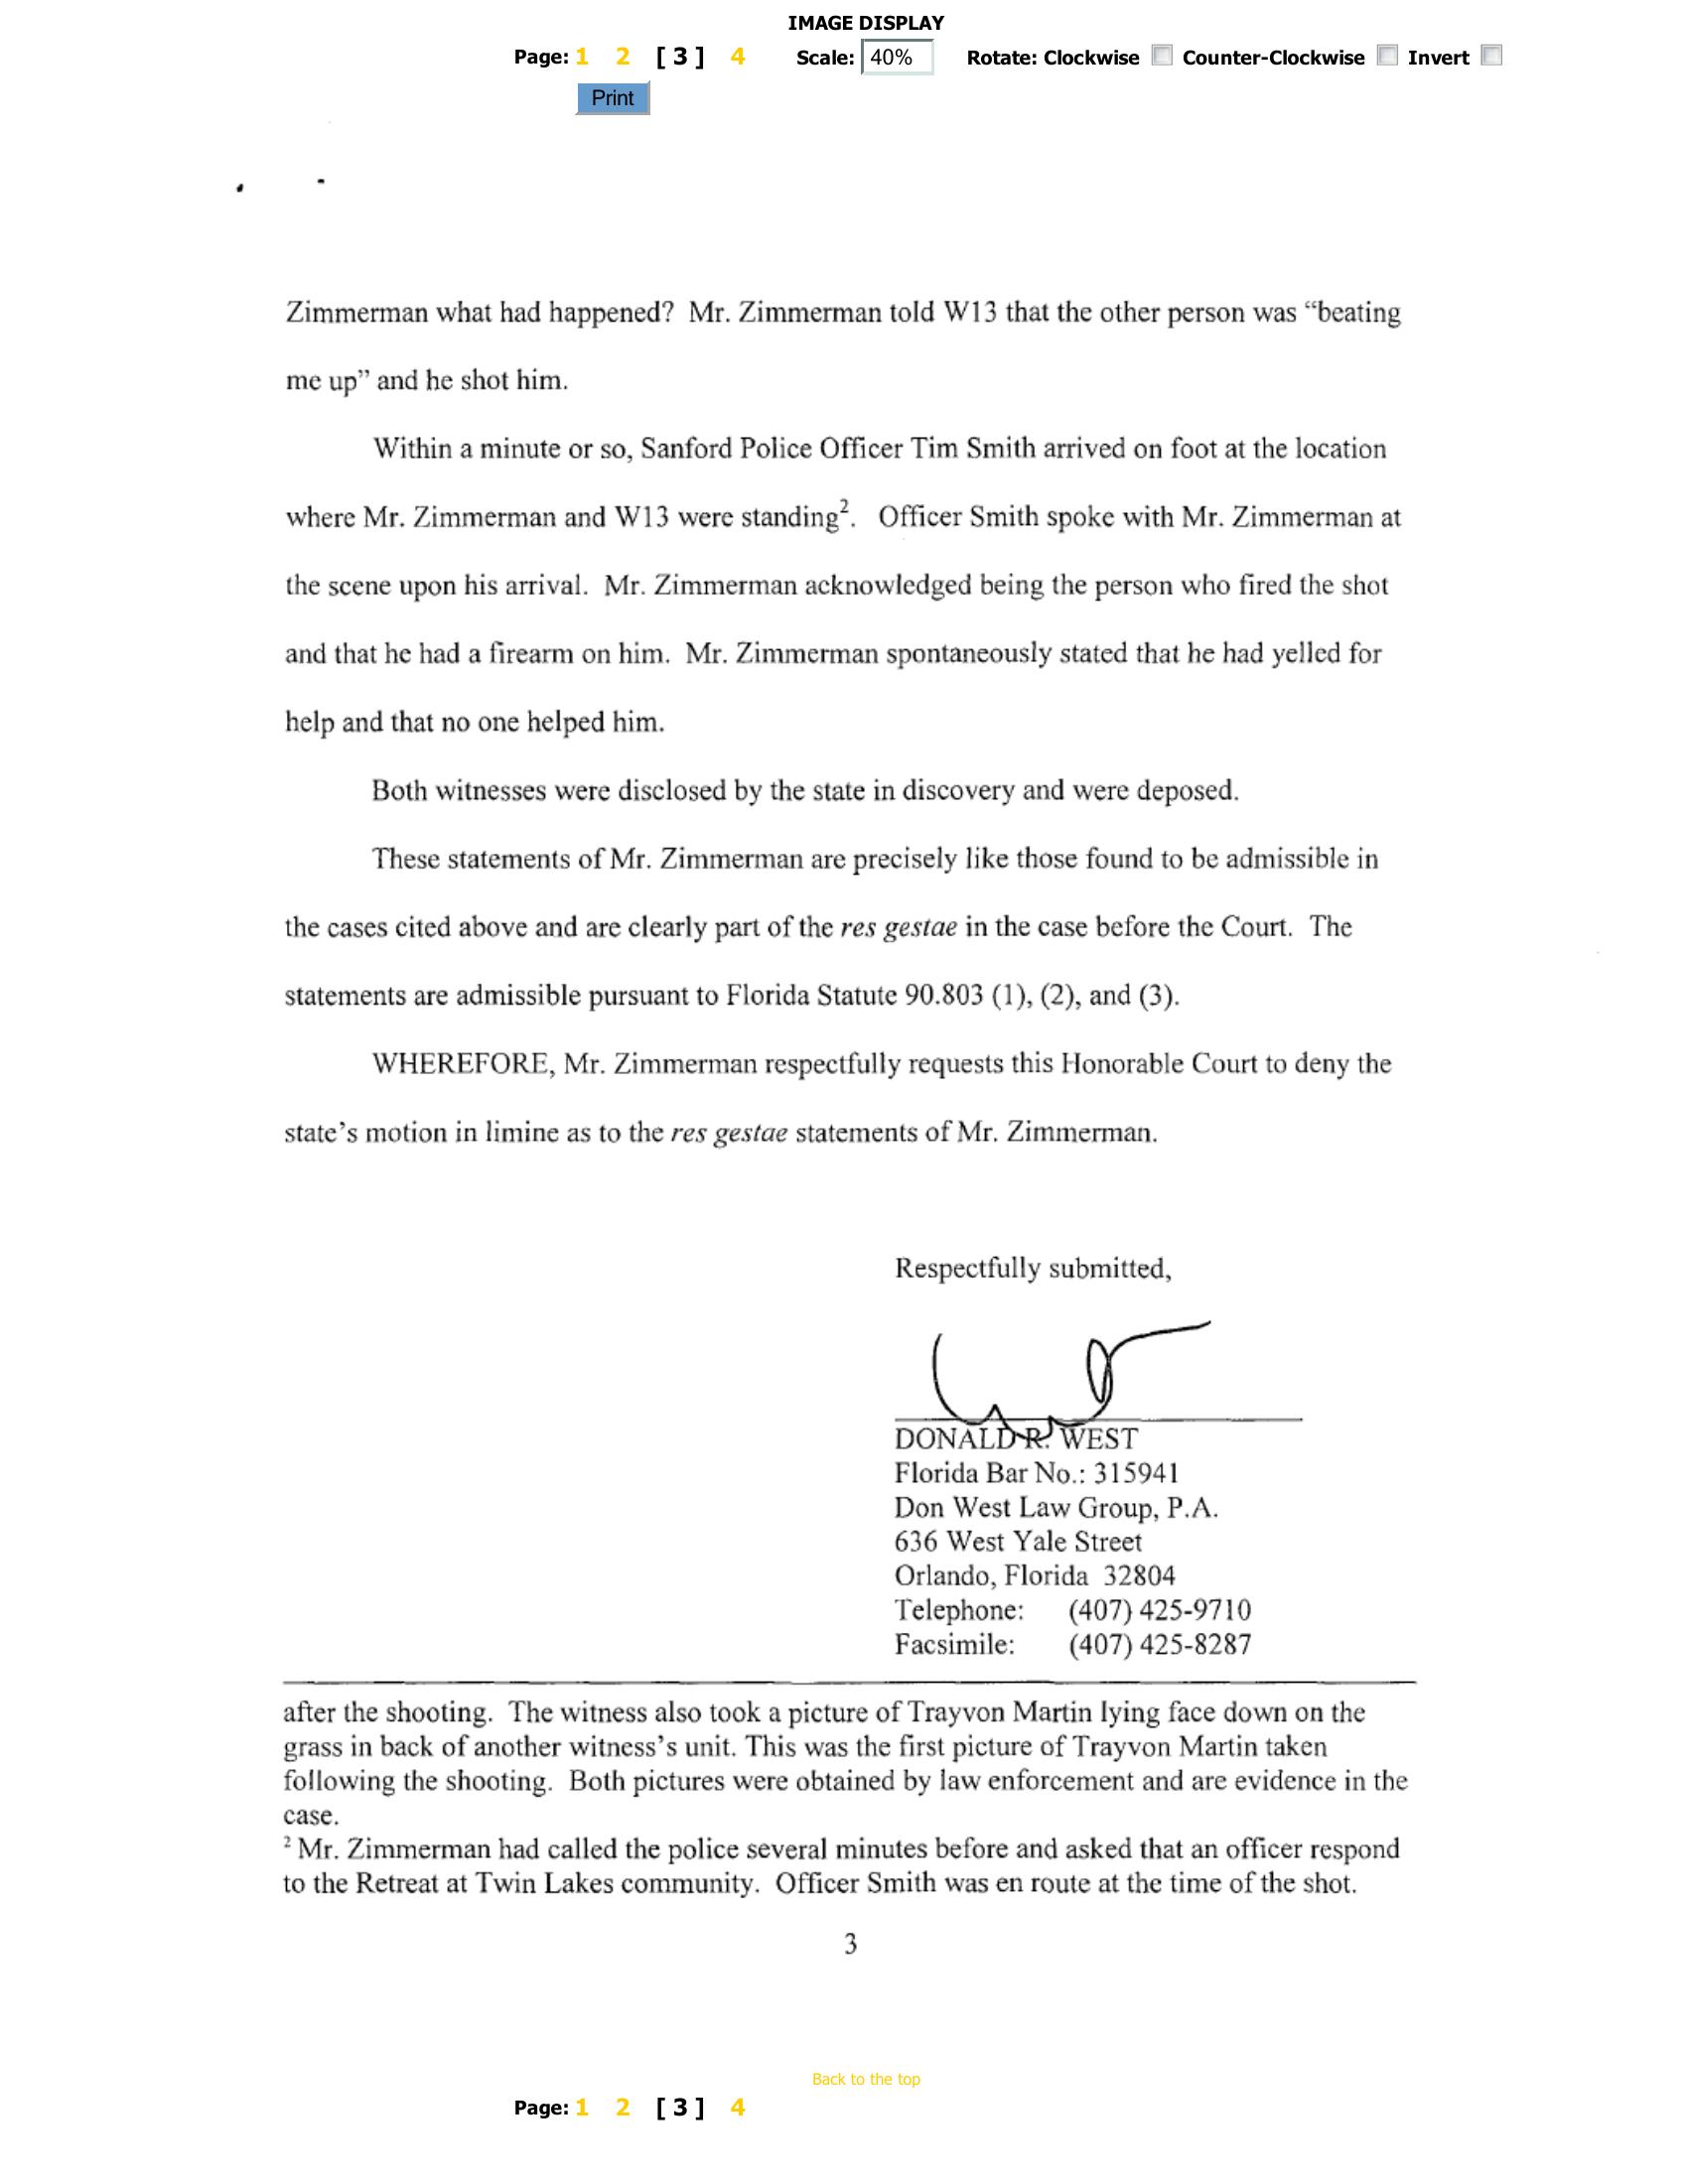 IMAGE DISPLAY
Page: 1 2 [ 3 ] 4 Scale: 40% Rotate: Clockwise Counter-Clockwise Invert
Print
Zimmerman what had happened? Mr. Zimmerman told W13 that the other person was “beating
me up” and he shot him.
Within a minute or so, Sanford Police Officer Tim Smith arrived on foot at the location
where Mr. Zimmerman and W13 were standing². Officer Smith spoke with Mr. Zimmerman at
the scene upon his arrival. Mr. Zimmerman acknowledged being the person who fired the shot
and that he had a firearm on him. Mr. Zimmerman spontaneously stated that he had yelled for
help and that no one helped him.
Both witnesses were disclosed by the state in discovery and were deposed.
These statements of Mr. Zimmerman are precisely like those found to be admissible in
the cases cited above and are clearly part of the res gestae in the case before the Court. The
statements are admissible pursuant to Florida Statute 90.803 (1), (2), and (3).
WHEREFORE, Mr. Zimmerman respectfully requests this Honorable Court to deny the
state’s motion in limine as to the res gestae statements of Mr. Zimmerman.
Respectfully submitted,
DONALD R. WEST
Florida Bar No.: 315941
Don West Law Group, P.A.
636 West Yale Street
Orlando, Florida 32804
Telephone: (407) 425-9710
Facsimile: (407) 425-8287
after the shooting. The witness also took a picture of Trayvon Martin lying face down on the
grass in back of another witness’s unit. This was the first picture of Trayvon Martin taken
following the shooting. Both pictures were obtained by law enforcement and are evidence in the
case.
² Mr. Zimmerman had called the police several minutes before and asked that an officer respond
to the Retreat at Twin Lakes community. Officer Smith was en route at the time of the shot.
3
Back to the top
Page: 1 2 [ 3 ] 4